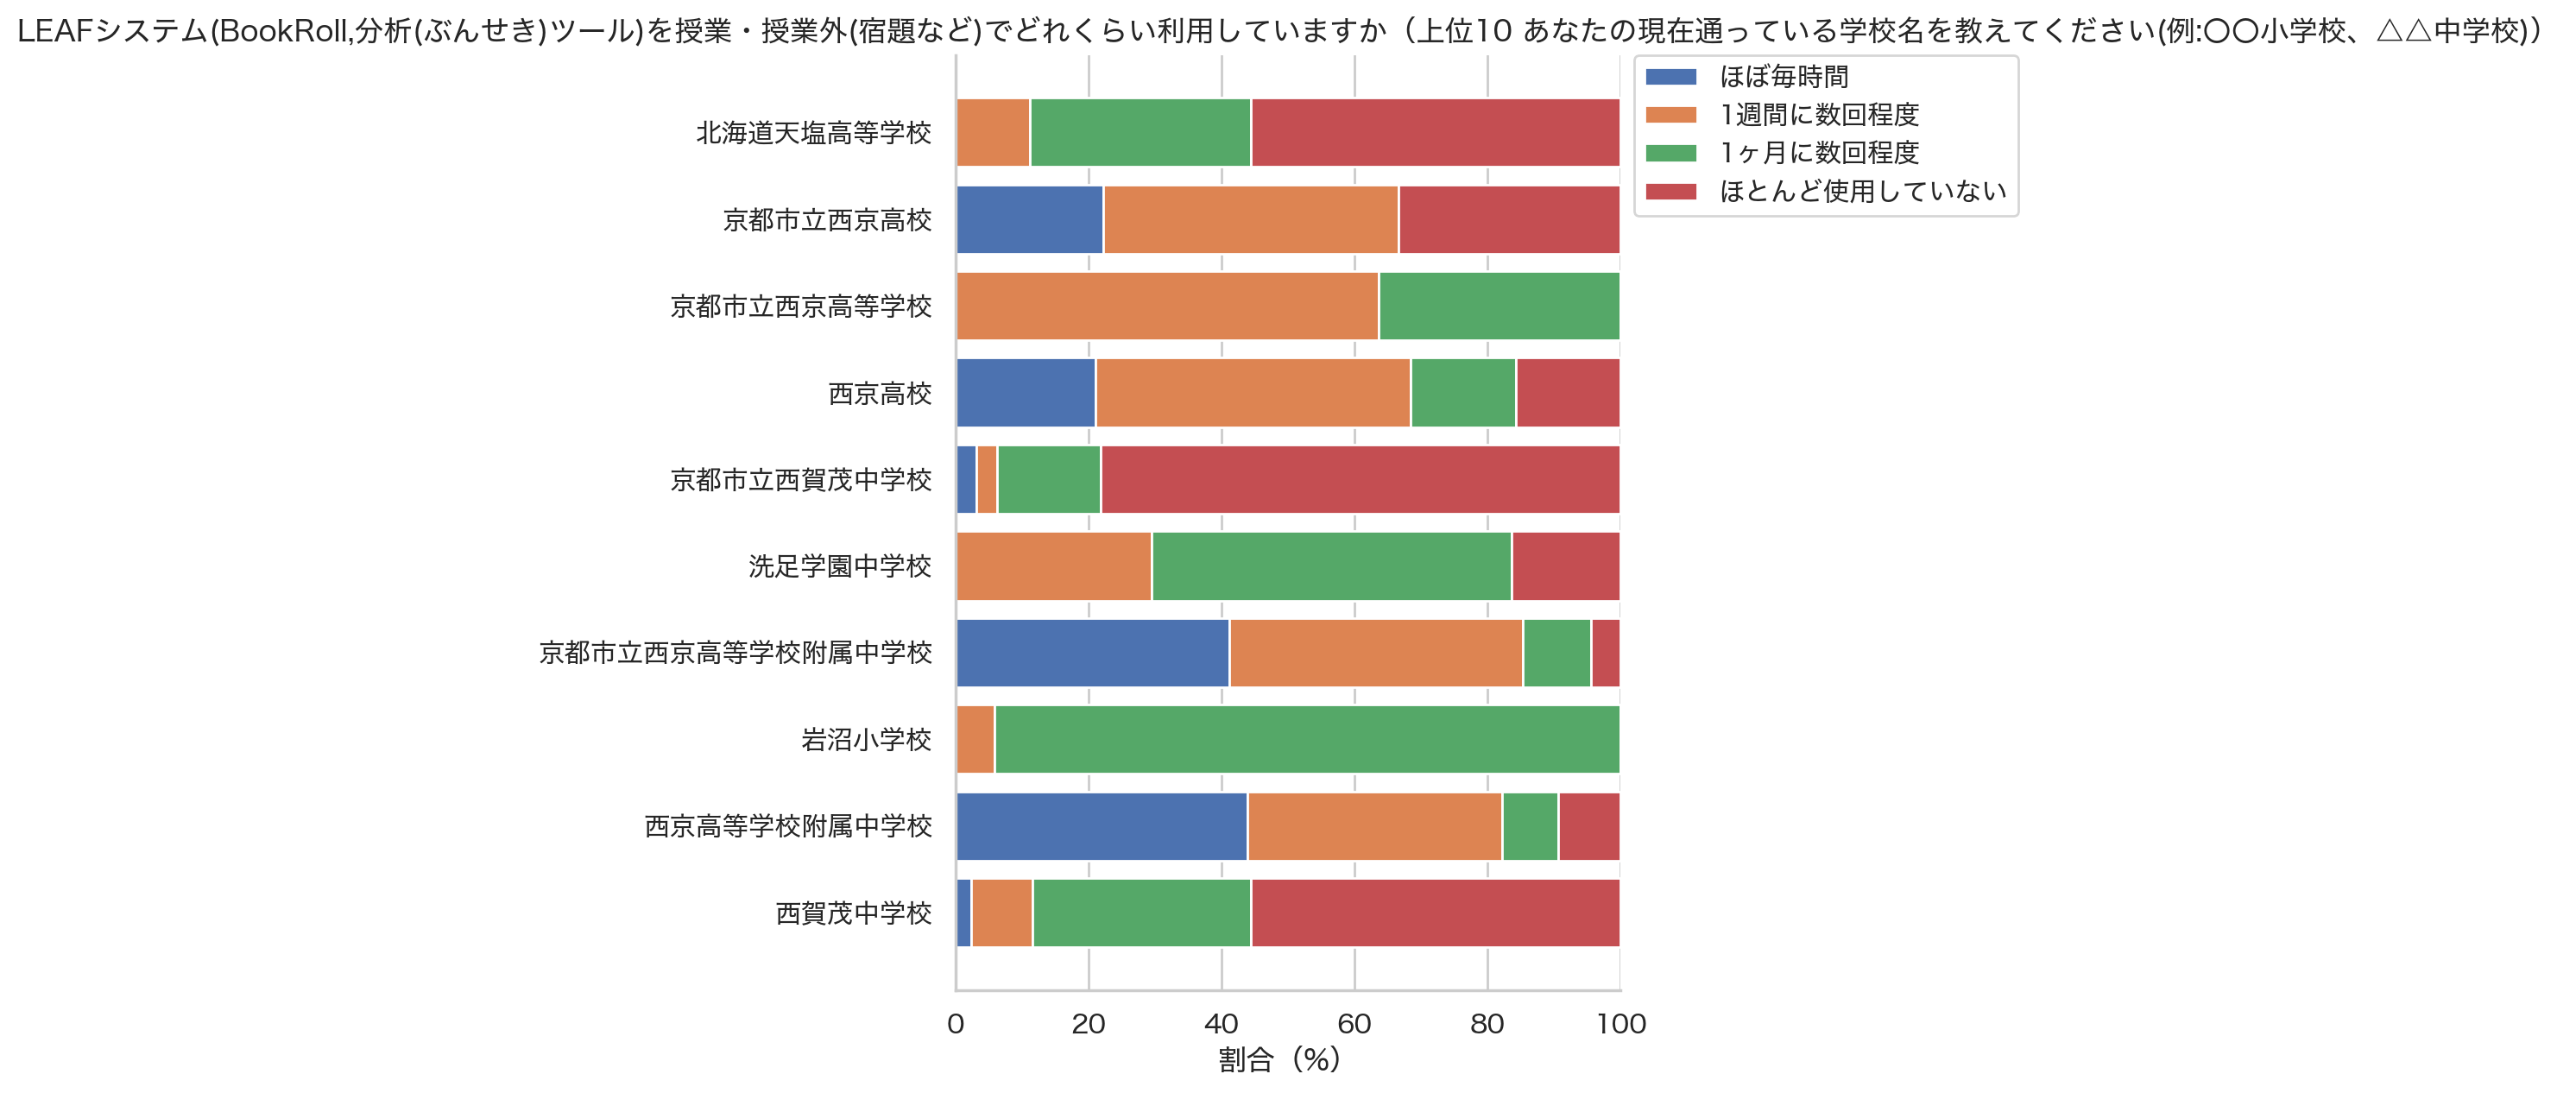 LEAFシステム(BookRoll,分析(ぶんせき)ツール)を授業・授業外(宿題など)でどれくらい利用していますか（上位10 あなたの現在通っている学校名を教えてください(例:〇〇小学校、△△中学校)）
ほぼ毎時間
1週間に数回程度
1ヶ月に数回程度
ほとんど使用していない
北海道天塩高等学校
京都市立西京高校
京都市立西京高等学校
西京高校
京都市立西賀茂中学校
洗足学園中学校
京都市立西京高等学校附属中学校
岩沼小学校
西京高等学校附属中学校
西賀茂中学校
0 20 40 60 80 100
割合（%）